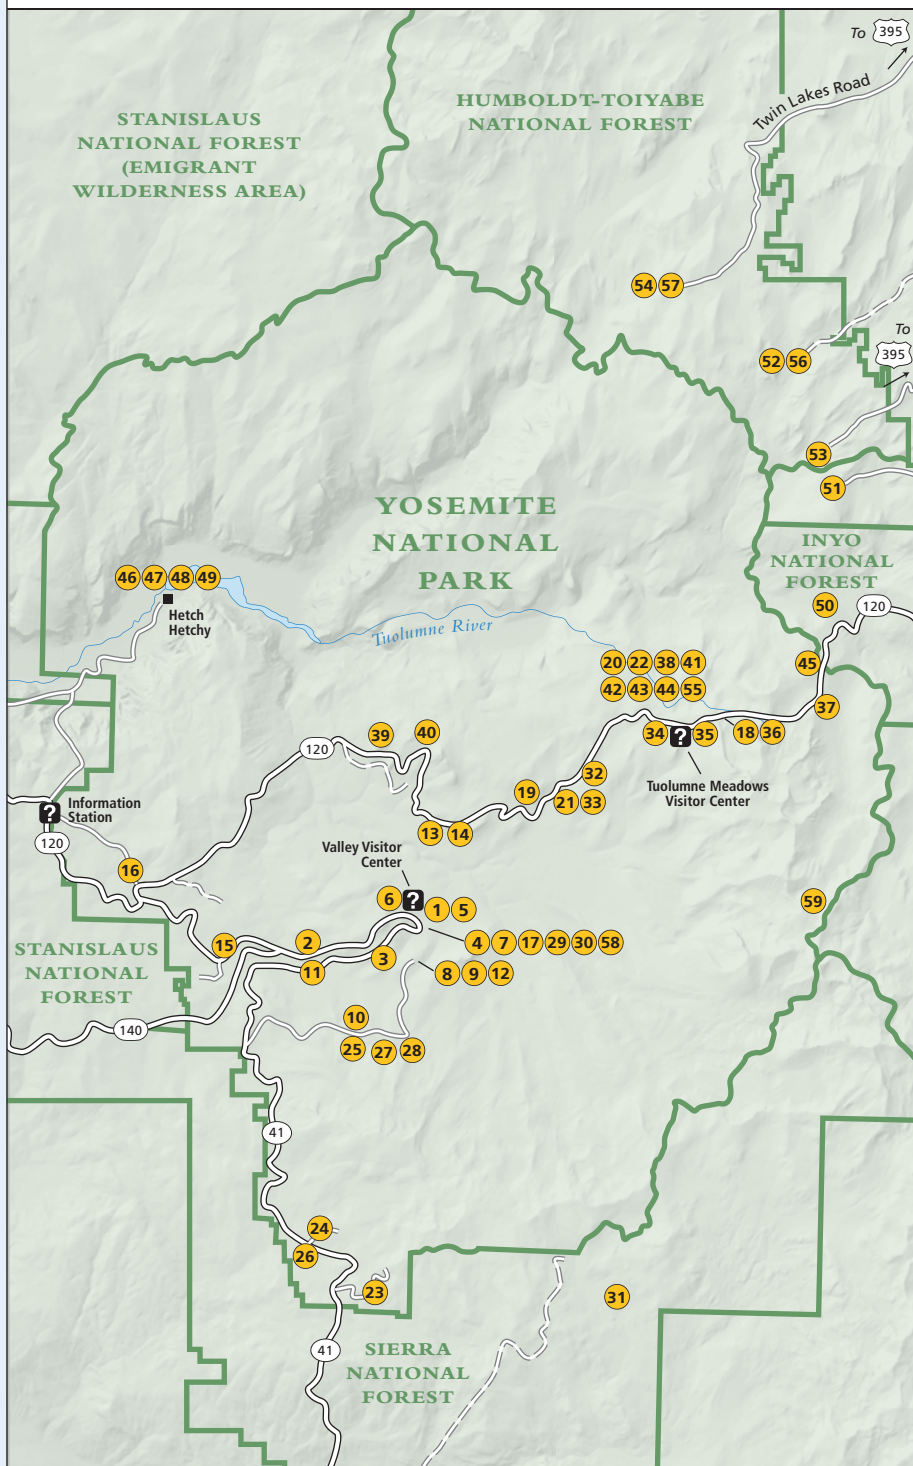 To 395
Twin Lakes Road
HUMBOLDT-TOIYABE
NATIONAL FOREST
STANISLAUS
NATIONAL FOREST
(EMIGRANT
WILDERNESS AREA)
54 57
To
395
52 56
53
51
YOSEMITE
NATIONAL
PARK
INYO
NATIONAL
FOREST
46 47 48 49
Hetch
Hetchy
50
120
Tuolumne River
20 22 38 41
45
42 43 44 55
37
34 ? 35 18 36
39 40
120
32
19
21 33
Tuolumne Meadows
Visitor Center
Information
Station
?
120
13 14
Valley Visitor
Center
16
6 ? 1 5
59
15 2
4 7 17 29 30 58
STANISLAUS
NATIONAL
FOREST
3
11
8 9 12
10
140
25 27 28
41
24
26
23
31
41
SIERRA
NATIONAL
FOREST